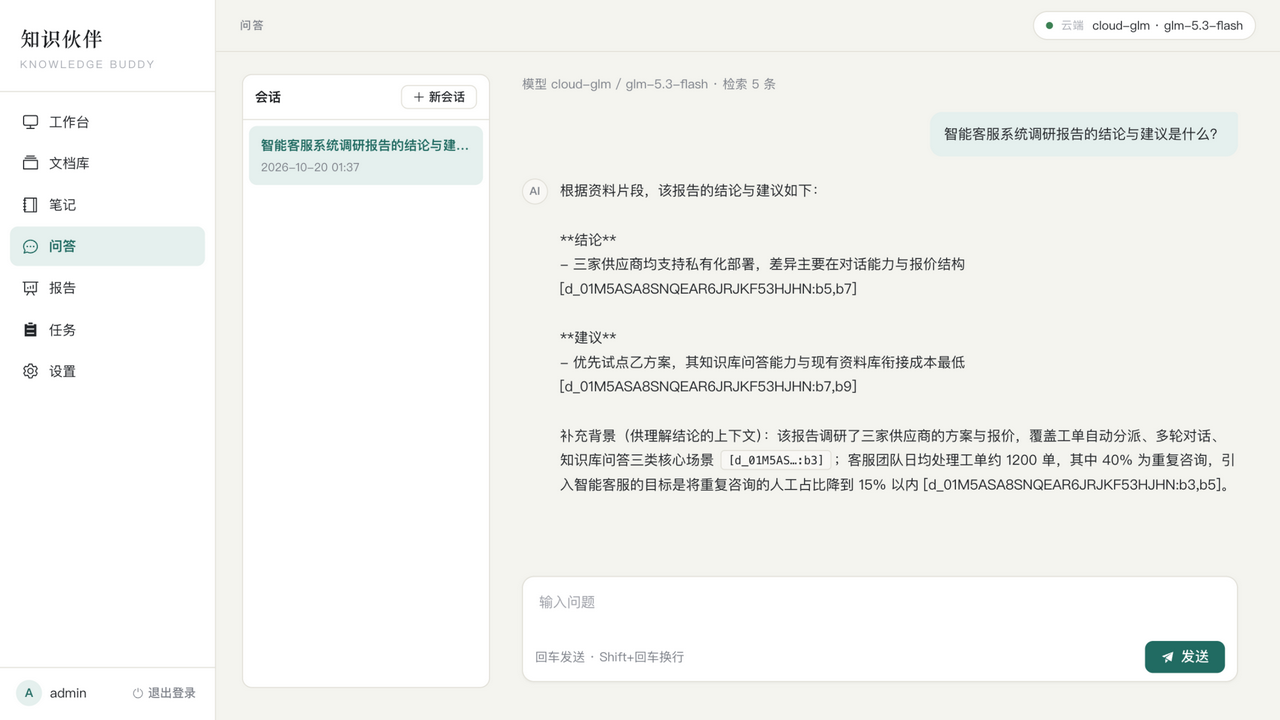 知识伙伴
KNOWLEDGE BUDDY
工作台
文档库
笔记
问答
报告
任务
设置
A admin 退出登录
问答
云端 cloud-glm · glm-5.3-flash
会话
+ 新会话
智能客服系统调研报告的结论与建...
2026-10-20 01:37
模型 cloud-glm / glm-5.3-flash · 检索 5 条
智能客服系统调研报告的结论与建议是什么?
AI 根据资料片段，该报告的结论与建议如下：
**结论**
- 三家供应商均支持私有化部署，差异主要在对话能力与报价结构
[d_01M5ASA8SNQEAR6JRJKF53HJHN:b5,b7]
**建议**
- 优先试点乙方案，其知识库问答能力与现有资料库衔接成本最低
[d_01M5ASA8SNQEAR6JRJKF53HJHN:b7,b9]
补充背景（供理解结论的上下文）：该报告调研了三家供应商的方案与报价，覆盖工单自动分派、多轮对话、
知识库问答三类核心场景 [d_01M5AS…:b3] ；客服团队日均处理工单约 1200 单，其中 40% 为重复咨询，引
入智能客服的目标是将重复咨询的人工占比降到 15% 以内 [d_01M5ASA8SNQEAR6JRJKF53HJHN:b3,b5]。
输入问题
回车发送 · Shift+回车换行
发送